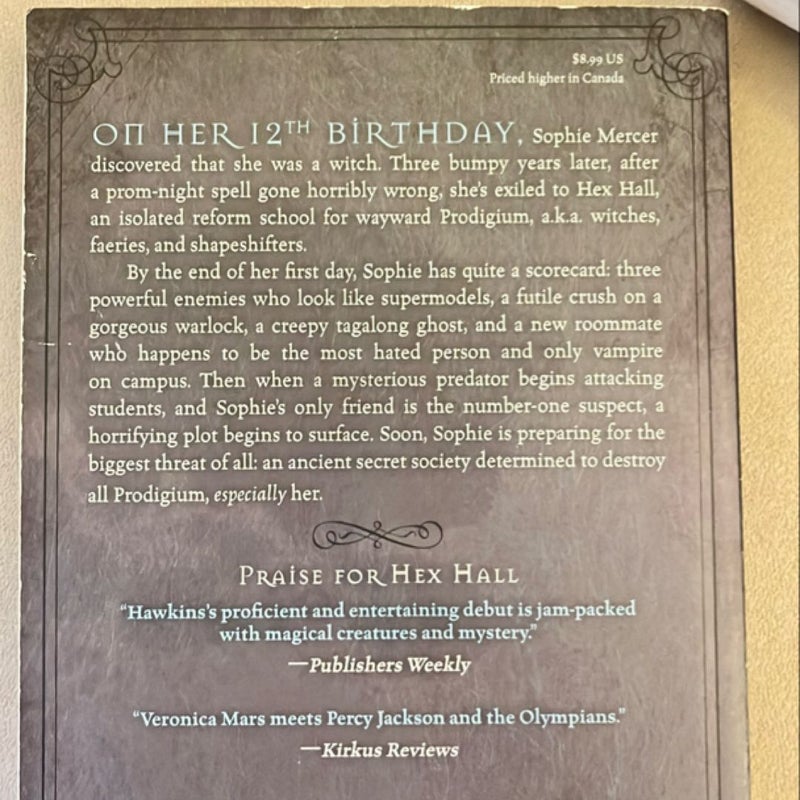 $8.99 US
Priced higher in Canada
ON HER 12TH BIRTHDAY, Sophie Mercer
discovered that she was a witch. Three bumpy years later, after
a prom-night spell gone horribly wrong, she's exiled to Hex Hall,
an isolated reform school for wayward Prodigium, a.k.a. witches,
faeries, and shapeshifters.
By the end of her first day, Sophie has quite a scorecard: three
powerful enemies who look like supermodels, a futile crush on a
gorgeous warlock, a creepy tagalong ghost, and a new roommate
who happens to be the most hated person and only vampire
on campus. Then when a mysterious predator begins attacking
students, and Sophie's only friend is the number-one suspect, a
horrifying plot begins to surface. Soon, Sophie is preparing for the
biggest threat of all: an ancient secret society determined to destroy
all Prodigium, especially her.
PRAISE FOR HEX HALL
“Hawkins's proficient and entertaining debut is jam-packed
with magical creatures and mystery.”
—Publishers Weekly
“Veronica Mars meets Percy Jackson and the Olympians.”
—Kirkus Reviews